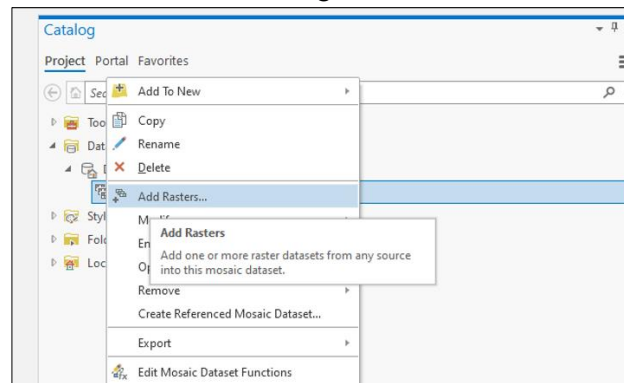 Catalog
Project Portal Favorites
Add To New
Copy
Rename
Delete
Add Rasters...
Add Rasters
Add one or more raster datasets from any source
into this mosaic dataset.
Remove
Create Referenced Mosaic Dataset...
Export
Edit Mosaic Dataset Functions